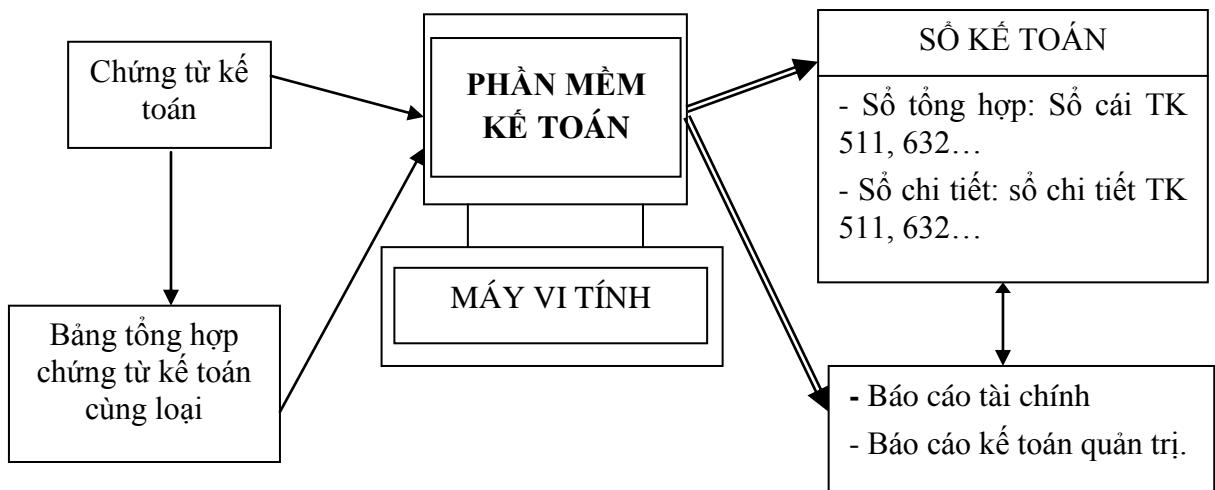 Chứng từ kế
toán
Bảng tổng hợp
chứng từ kế toán
cùng loại
PHẦN MỀM
KẾ TOÁN
MÁY VI TÍNH
SỔ KẾ TOÁN
- Sổ tổng hợp: Sổ cái TK
511, 632…
- Sổ chi tiết: sổ chi tiết TK
511, 632…
- Báo cáo tài chính
- Báo cáo kế toán quản trị.